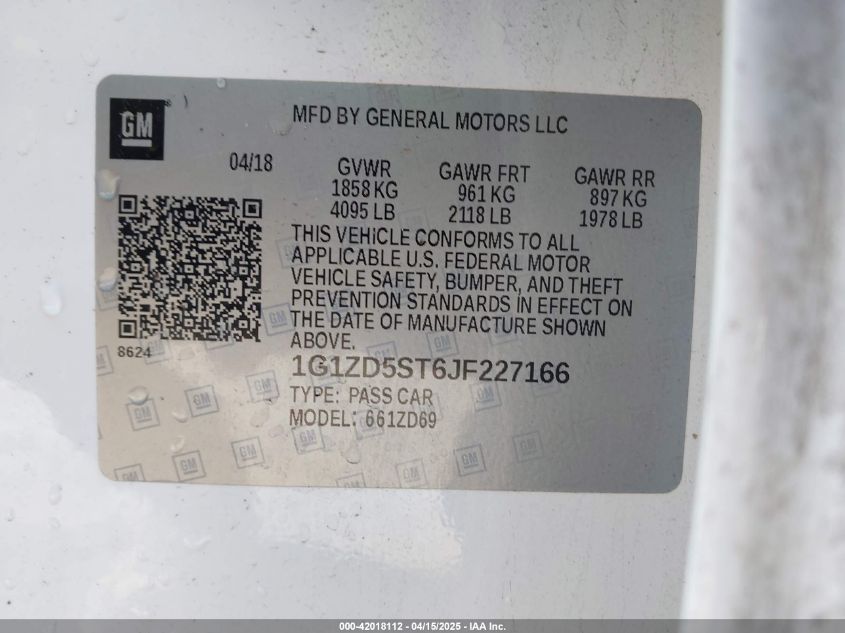 GM
MFD BY GENERAL MOTORS LLC
04/18
GVWR
1858 KG
4095 LB
GAWR FRT
961 KG
2118 LB
GAWR RR
897 KG
1978 LB
THIS VEHICLE CONFORMS TO ALL
APPLICABLE U.S. FEDERAL MOTOR
VEHICLE SAFETY, BUMPER, AND THEFT
PREVENTION STANDARDS IN EFFECT ON
THE DATE OF MANUFACTURE SHOWN
ABOVE.
8624
1G1ZD5ST6JF227166
TYPE: PASS CAR
MODEL: 661ZD69
000-42018112 - 04/15/2025 - IAA Inc.